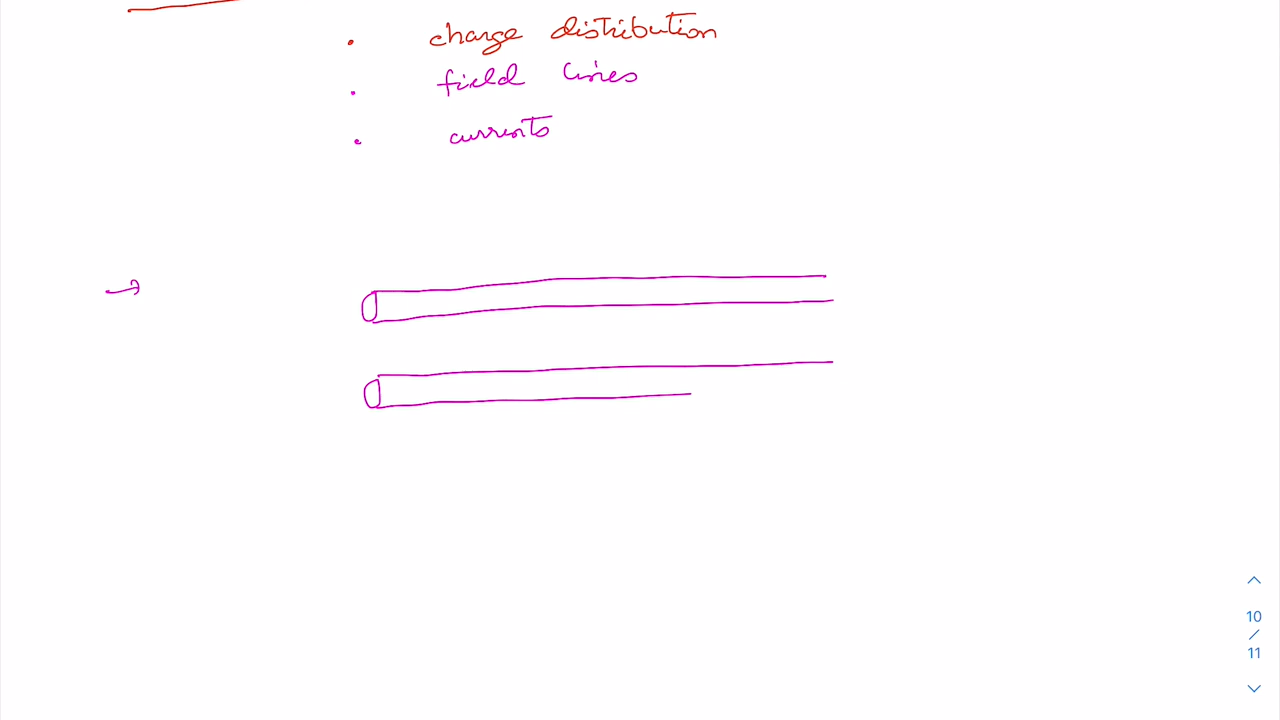 . charge distribution
. field lines
. currents
→
10
/
11